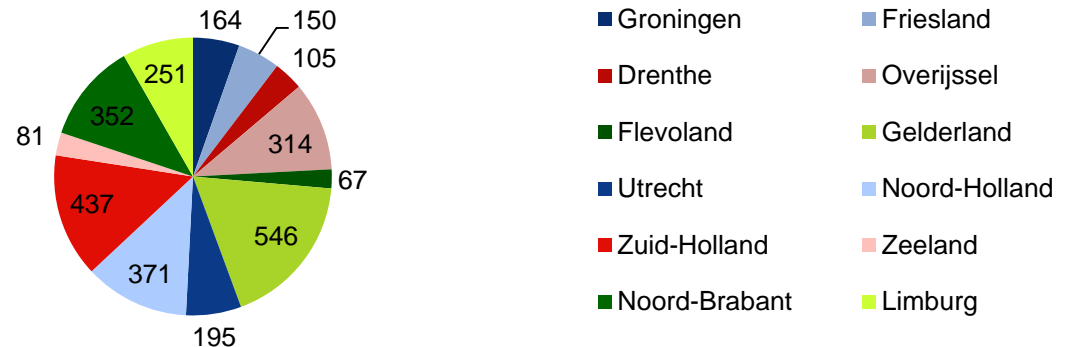 164
150
105
314
67
546
195
371
437
81
352
251
Groningen
Friesland
Drenthe
Overijssel
Flevoland
Gelderland
Utrecht
Noord-Holland
Zuid-Holland
Zeeland
Noord-Brabant
Limburg